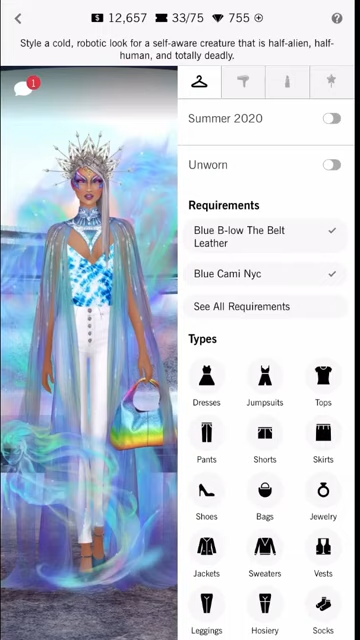 12,657 33/75 755
Style a cold, robotic look for a self-aware creature that is half-alien, half-
human, and totally deadly.
1
Summer 2020
Unworn
Requirements
Blue B-low The Belt
Leather
Blue Cami Nyc
See All Requirements
Types
Dresses Jumpsuits Tops
Pants Shorts Skirts
Shoes Bags Jewelry
Jackets Sweaters Vests
Leggings Hosiery Socks